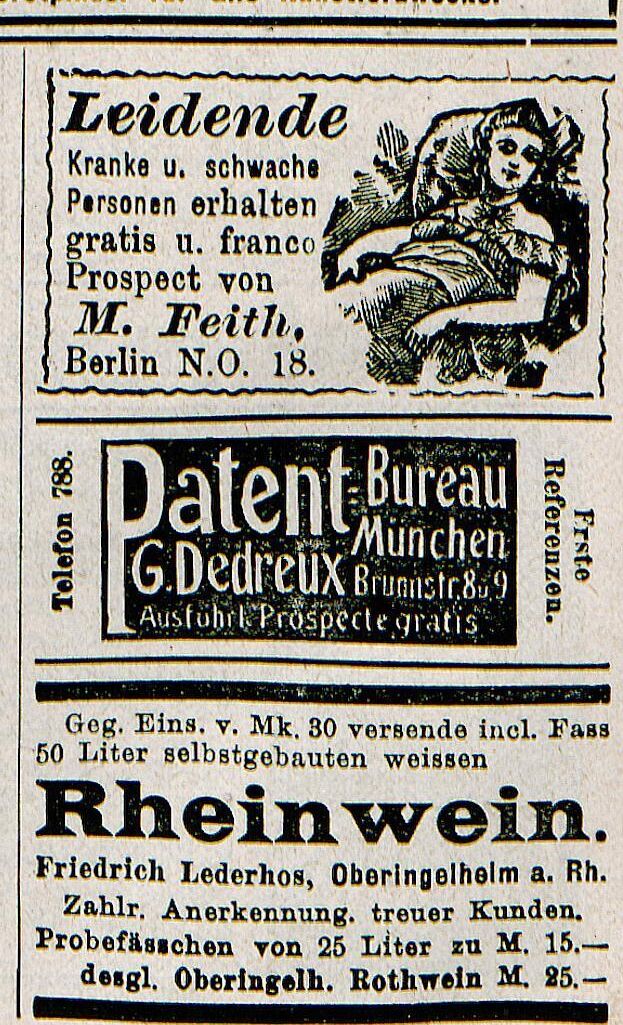 Leidende
Kranke u. schwache
Personen erhalten
gratis u. franco
Prospect von
M. Feith,
Berlin N.O. 18.
Telefon 788.
Patent-Bureau
München
G. Dedreux Brunnstr. 8 u. 9
Ausführl. Prospecte gratis
Erste
Referenzen.
Geg. Eins. v. Mk. 30 versende incl. Fass
50 Liter selbstgebauten weissen
Rheinwein.
Friedrich Lederhos, Oberingelheim a. Rh.
Zahlr. Anerkennung. treuer Kunden.
Probefässchen von 25 Liter zu M. 15.—
desgl. Oberingelh. Rothwein M. 25.—